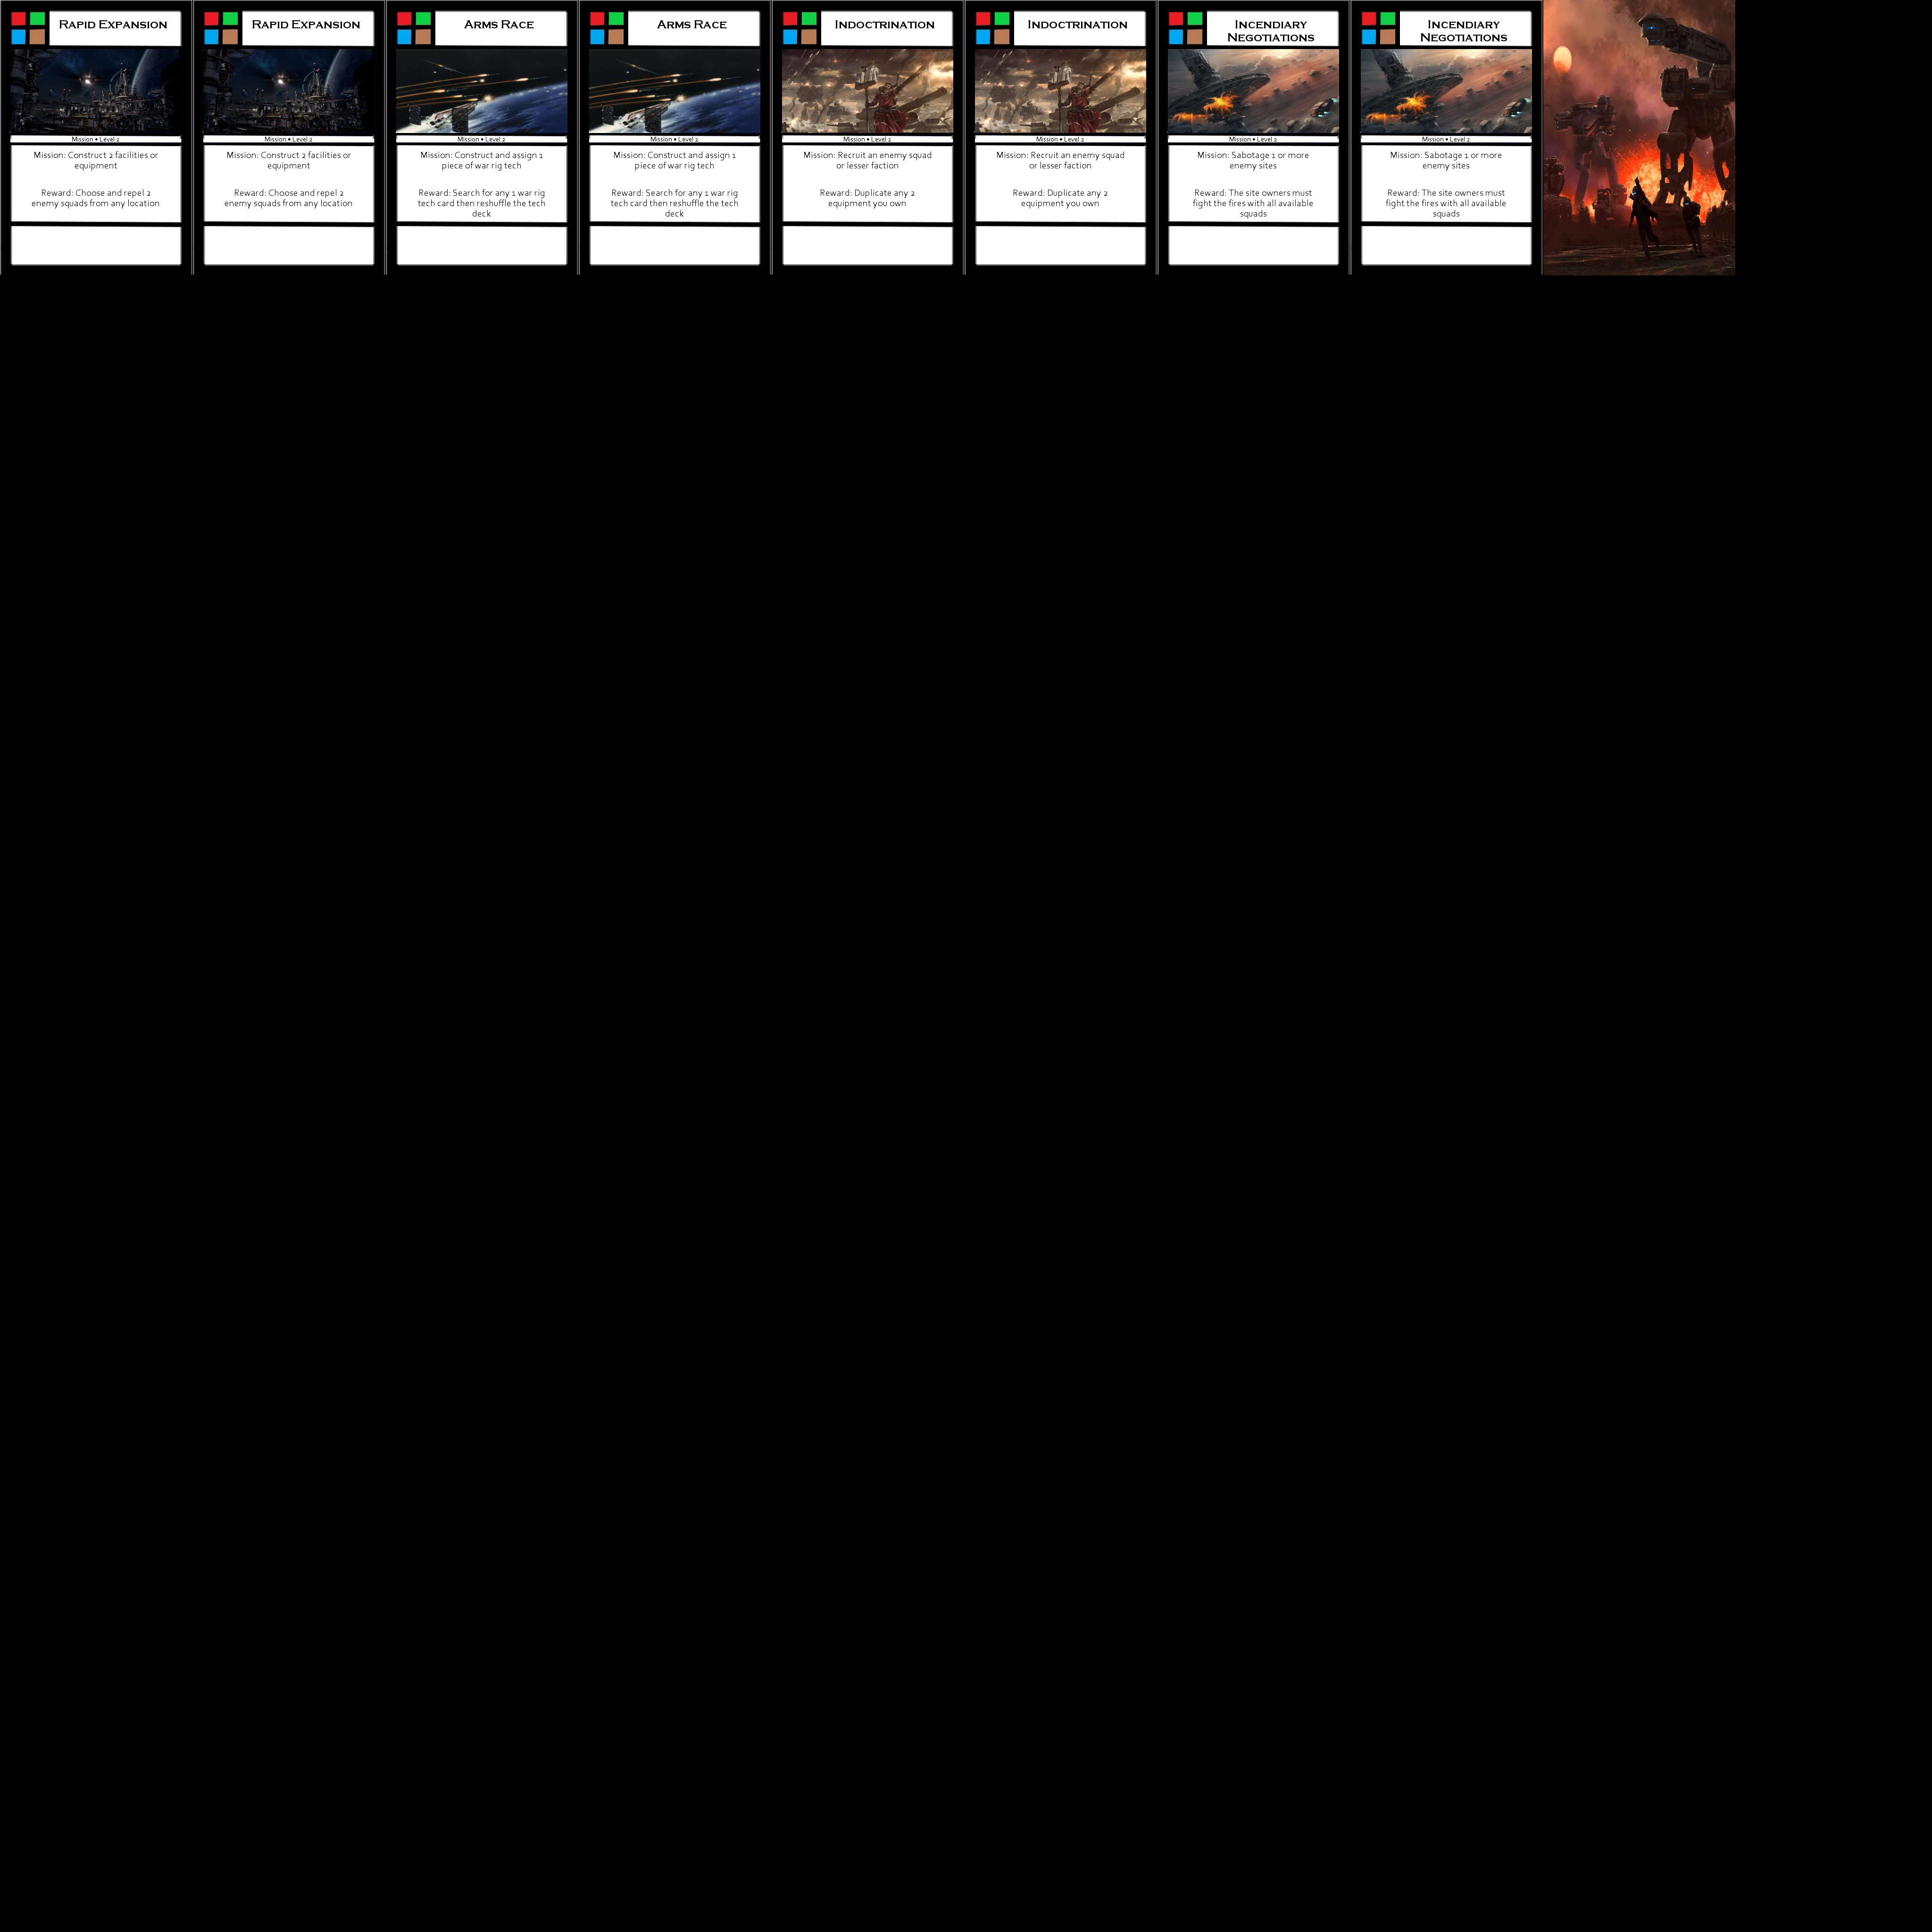 Rapid Expansion
Mission • Level 2
Mission: Construct 2 facilities or
equipment
Reward: Choose and repel 2
enemy squads from any location
Rapid Expansion
Mission • Level 2
Mission: Construct 2 facilities or
equipment
Reward: Choose and repel 2
enemy squads from any location
Arms Race
Mission • Level 2
Mission: Construct and assign 1
piece of war rig tech
Reward: Search for any 1 war rig
tech card then reshuffle the tech
deck
Arms Race
Mission • Level 2
Mission: Construct and assign 1
piece of war rig tech
Reward: Search for any 1 war rig
tech card then reshuffle the tech
deck
Indoctrination
Mission • Level 2
Mission: Recruit an enemy squad
or lesser faction
Reward: Duplicate any 2
equipment you own
Indoctrination
Mission • Level 2
Mission: Recruit an enemy squad
or lesser faction
Reward: Duplicate any 2
equipment you own
Incendiary
Negotiations
Mission • Level 2
Mission: Sabotage 1 or more
enemy sites
Reward: The site owners must
fight the fires with all available
squads
Incendiary
Negotiations
Mission • Level 2
Mission: Sabotage 1 or more
enemy sites
Reward: The site owners must
fight the fires with all available
squads